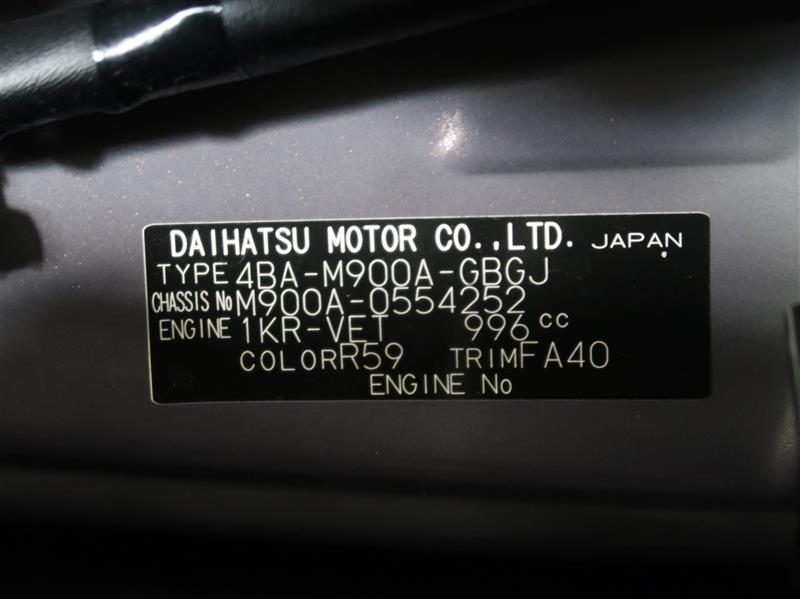 DAIHATSU MOTOR CO.,LTD. JAPAN
TYPE 4BA-M900A-GBGJ
CHASSIS No M900A-0554252
ENGINE 1KR-VET 996 cc
COLOR R59 TRIM FA40
ENGINE No